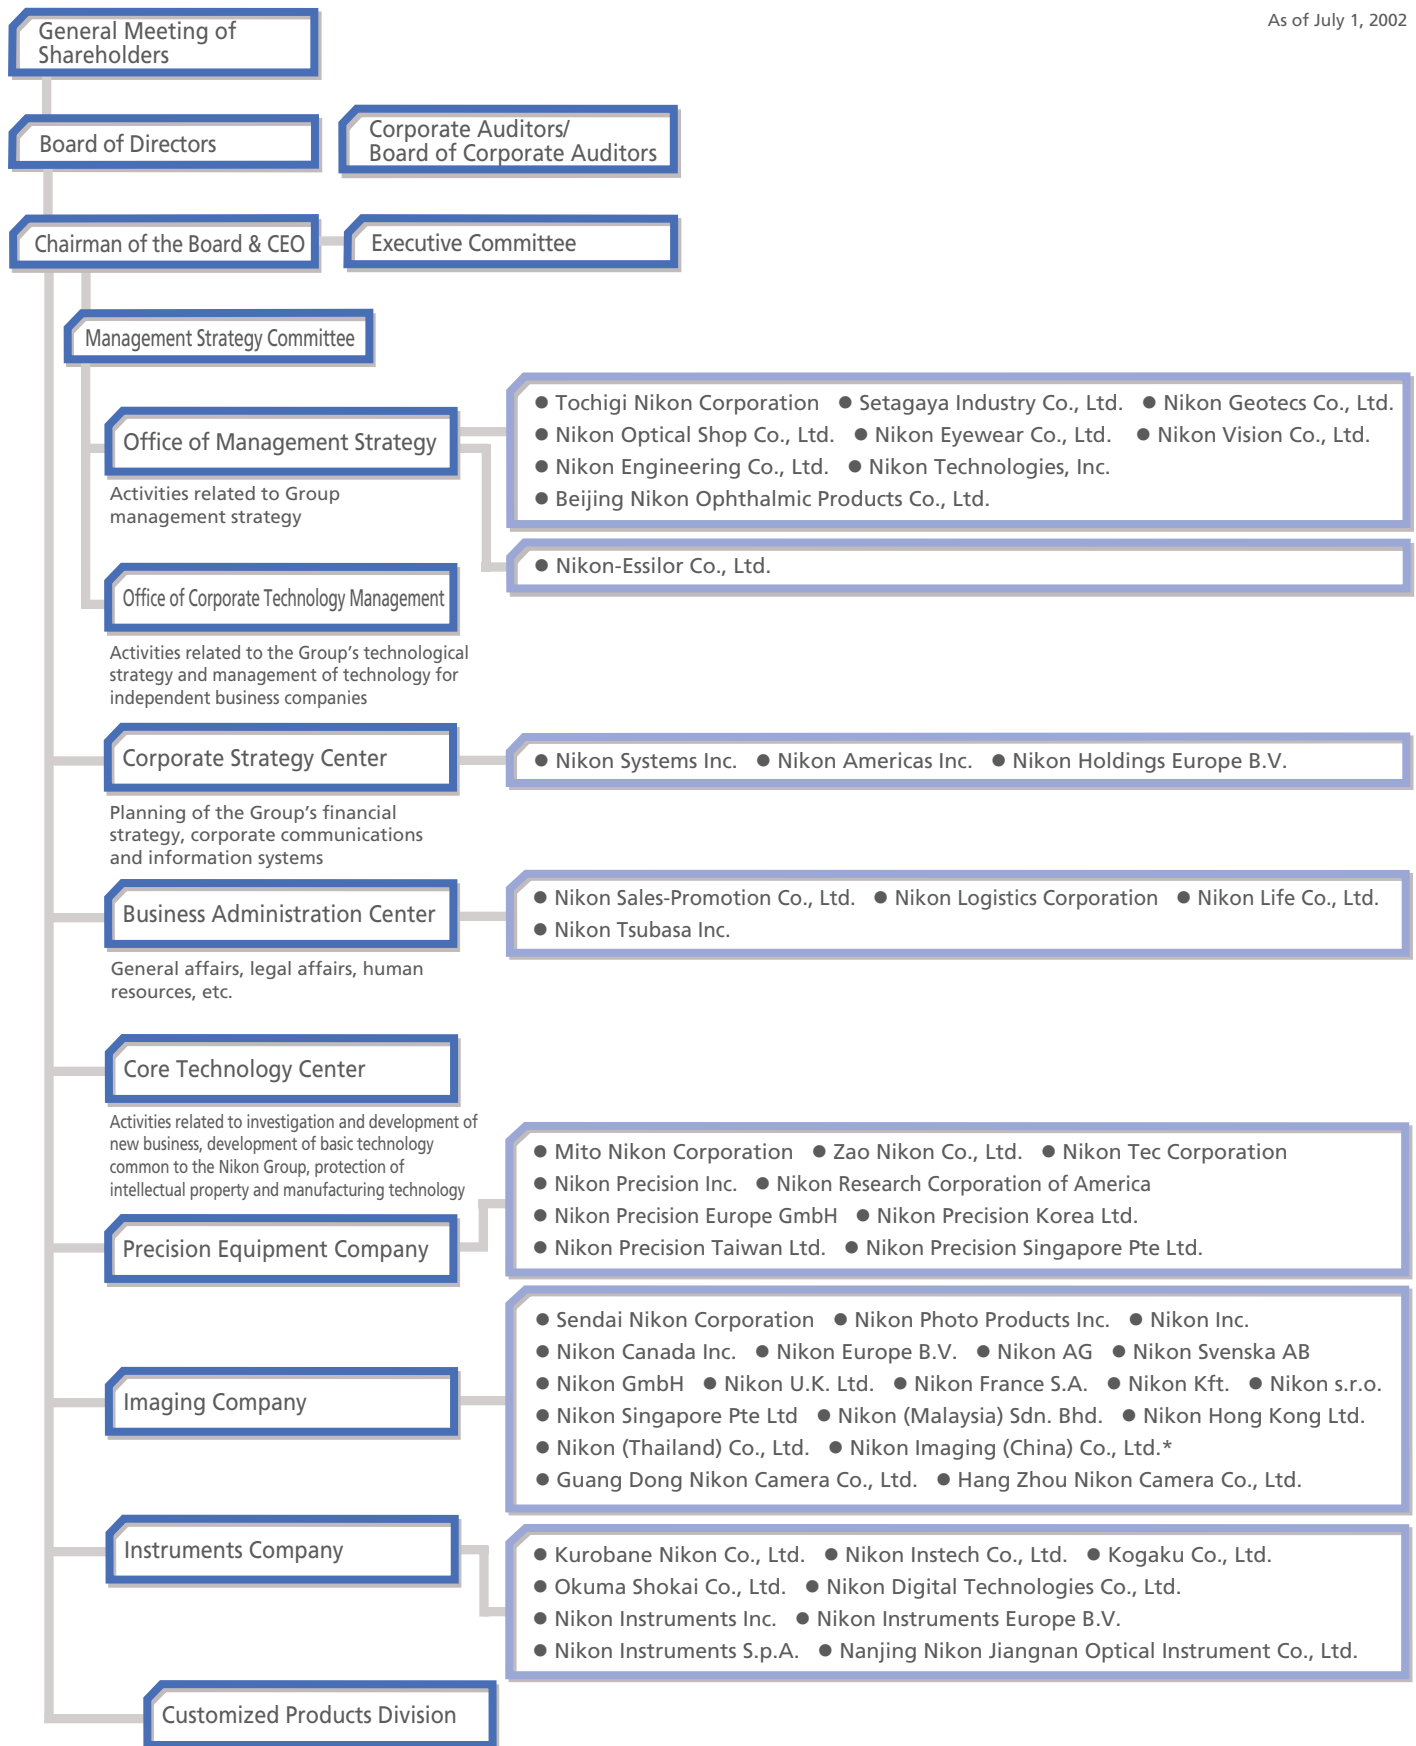 As of July 1, 2002
General Meeting of
Shareholders
Board of Directors
Corporate Auditors/
Board of Corporate Auditors
Chairman of the Board & CEO
Executive Committee
Management Strategy Committee
Office of Management Strategy
Activities related to Group
management strategy
● Tochigi Nikon Corporation ● Setagaya Industry Co., Ltd. ● Nikon Geotecs Co., Ltd.
● Nikon Optical Shop Co., Ltd. ● Nikon Eyewear Co., Ltd. ● Nikon Vision Co., Ltd.
● Nikon Engineering Co., Ltd. ● Nikon Technologies, Inc.
● Beijing Nikon Ophthalmic Products Co., Ltd.
● Nikon-Essilor Co., Ltd.
Office of Corporate Technology Management
Activities related to the Group's technological
strategy and management of technology for
independent business companies
Corporate Strategy Center
● Nikon Systems Inc. ● Nikon Americas Inc. ● Nikon Holdings Europe B.V.
Planning of the Group's financial
strategy, corporate communications
and information systems
Business Administration Center
● Nikon Sales-Promotion Co., Ltd. ● Nikon Logistics Corporation ● Nikon Life Co., Ltd.
● Nikon Tsubasa Inc.
General affairs, legal affairs, human
resources, etc.
Core Technology Center
Activities related to investigation and development of
new business, development of basic technology
common to the Nikon Group, protection of
intellectual property and manufacturing technology
Precision Equipment Company
● Mito Nikon Corporation ● Zao Nikon Co., Ltd. ● Nikon Tec Corporation
● Nikon Precision Inc. ● Nikon Research Corporation of America
● Nikon Precision Europe GmbH ● Nikon Precision Korea Ltd.
● Nikon Precision Taiwan Ltd. ● Nikon Precision Singapore Pte Ltd.
Imaging Company
● Sendai Nikon Corporation ● Nikon Photo Products Inc. ● Nikon Inc.
● Nikon Canada Inc. ● Nikon Europe B.V. ● Nikon AG ● Nikon Svenska AB
● Nikon GmbH ● Nikon U.K. Ltd. ● Nikon France S.A. ● Nikon Kft. ● Nikon s.r.o.
● Nikon Singapore Pte Ltd ● Nikon (Malaysia) Sdn. Bhd. ● Nikon Hong Kong Ltd.
● Nikon (Thailand) Co., Ltd. ● Nikon Imaging (China) Co., Ltd.*
● Guang Dong Nikon Camera Co., Ltd. ● Hang Zhou Nikon Camera Co., Ltd.
Instruments Company
● Kurobane Nikon Co., Ltd. ● Nikon Instech Co., Ltd. ● Kogaku Co., Ltd.
● Okuma Shokai Co., Ltd. ● Nikon Digital Technologies Co., Ltd.
● Nikon Instruments Inc. ● Nikon Instruments Europe B.V.
● Nikon Instruments S.p.A. ● Nanjing Nikon Jiangnan Optical Instrument Co., Ltd.
Customized Products Division